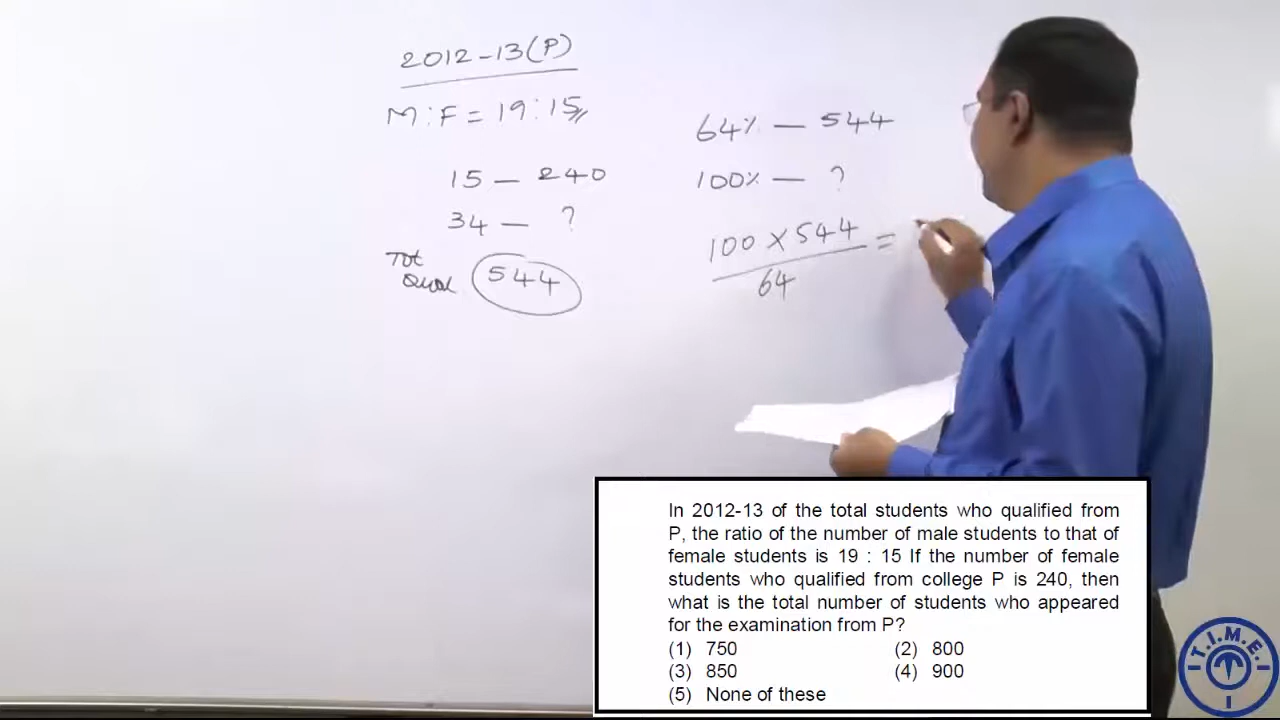 2012-13(P)
M:F = 19:15
15 — 240
34 — ?
Tot
Qual 544
64% — 544
100% — ?
100 x 544
64
=
In 2012-13 of the total students who qualified from
P, the ratio of the number of male students to that of
female students is 19 : 15 If the number of female
students who qualified from college P is 240, then
what is the total number of students who appeared
for the examination from P?
(1) 750 (2) 800
(3) 850 (4) 900
(5) None of these
T.I.M.E.